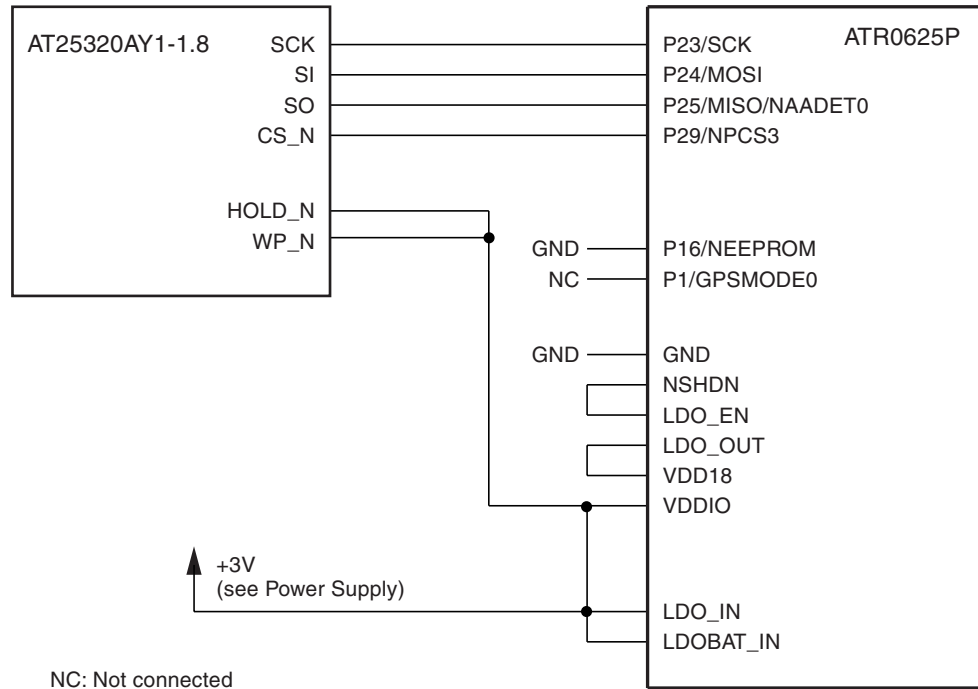 AT25320AY1-1.8
SCK
SI
SO
CS_N
HOLD_N
WP_N
ATR0625P
P23/SCK
P24/MOSI
P25/MISO/NAADET0
P29/NPCS3
GND
P16/NEEPROM
NC
P1/GPSMODE0
GND
GND
NSHDN
LDO_EN
LDO_OUT
VDD18
VDDIO
+3V
(see Power Supply)
LDO_IN
LDOBAT_IN
NC: Not connected